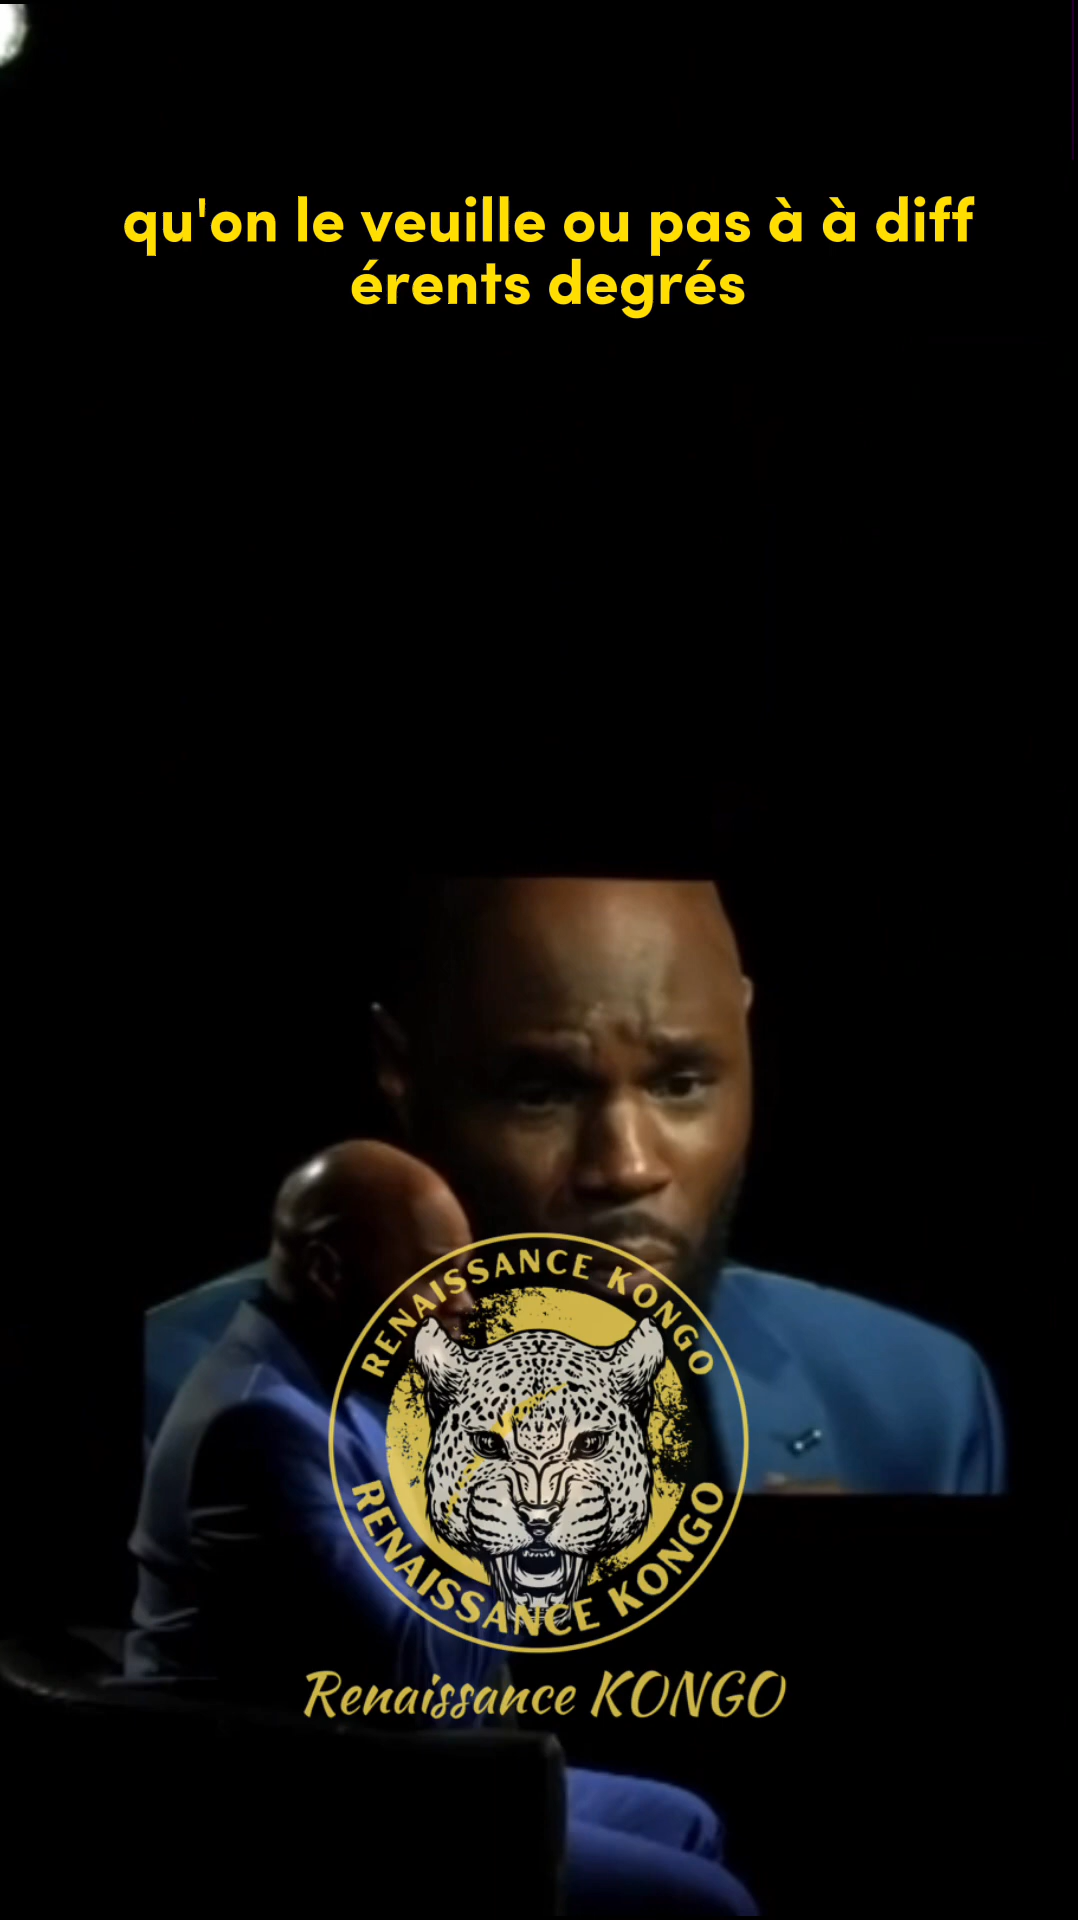 qu'on le veuille ou pas à à diff
érents degrés
RENAISSANCE KONGO
RENAISSANCE KONGO
Renaissance KONGO